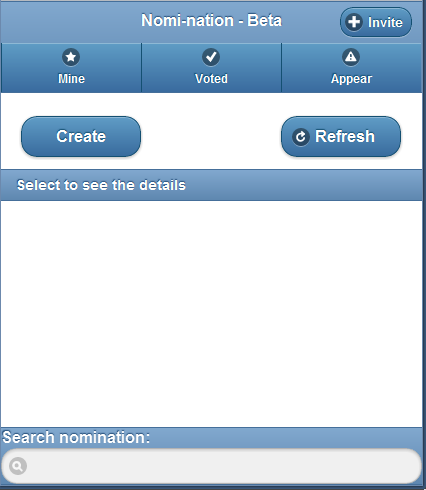 Nomi-nation - Beta
Invite
Mine
Voted
Appear
Create
Refresh
Select to see the details
Search nomination: